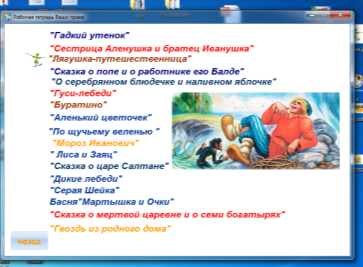 Рабочая тетрадь Ваши права
"Гадкий утенок"
"Сестрица Аленушка и братец Иванушка"
"Лягушка-путешественница"
"Сказка о попе и о работнике его Балде"
"О серебряном блюдечке и наливном яблочке"
"Гуси-лебеди"
"Буратино"
"Аленький цветочек"
"По щучьему веленью "
"Мороз Иванович"
" Лиса и Заяц"
"Сказка о царе Салтане"
"Дикие лебеди"
"Серая Шейка"
Басня"Мартышка и Очки"
"Сказка о мертвой царевне и о семи богатырях"
"Гвоздь из родного дома"
назад